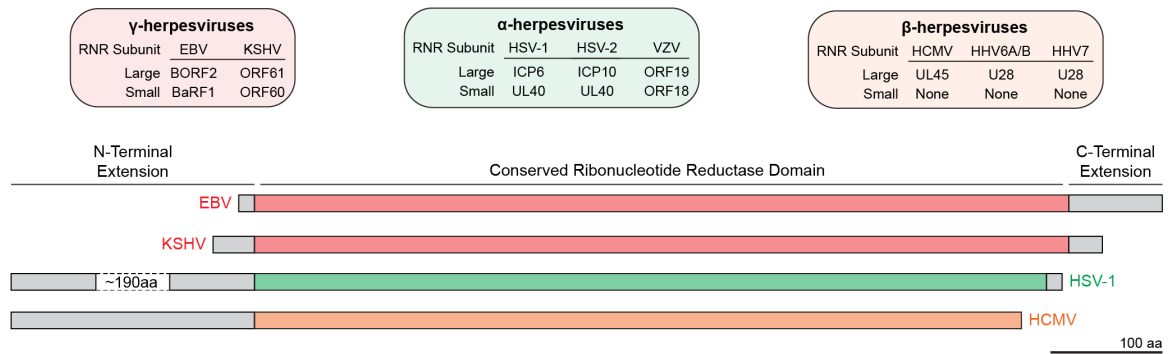 γ-herpesviruses
RNR Subunit EBV KSHV
Large BORF2 ORF61
Small BaRF1 ORF60
α-herpesviruses
RNR Subunit HSV-1 HSV-2 VZV
Large ICP6 ICP10 ORF19
Small UL40 UL40 ORF18
β-herpesviruses
RNR Subunit HCMV HHV6A/B HHV7
Large UL45 U28 U28
Small None None None
N-Terminal
Extension
Conserved Ribonucleotide Reductase Domain
C-Terminal
Extension
EBV
KSHV
~190aa
HSV-1
HCMV
100 aa